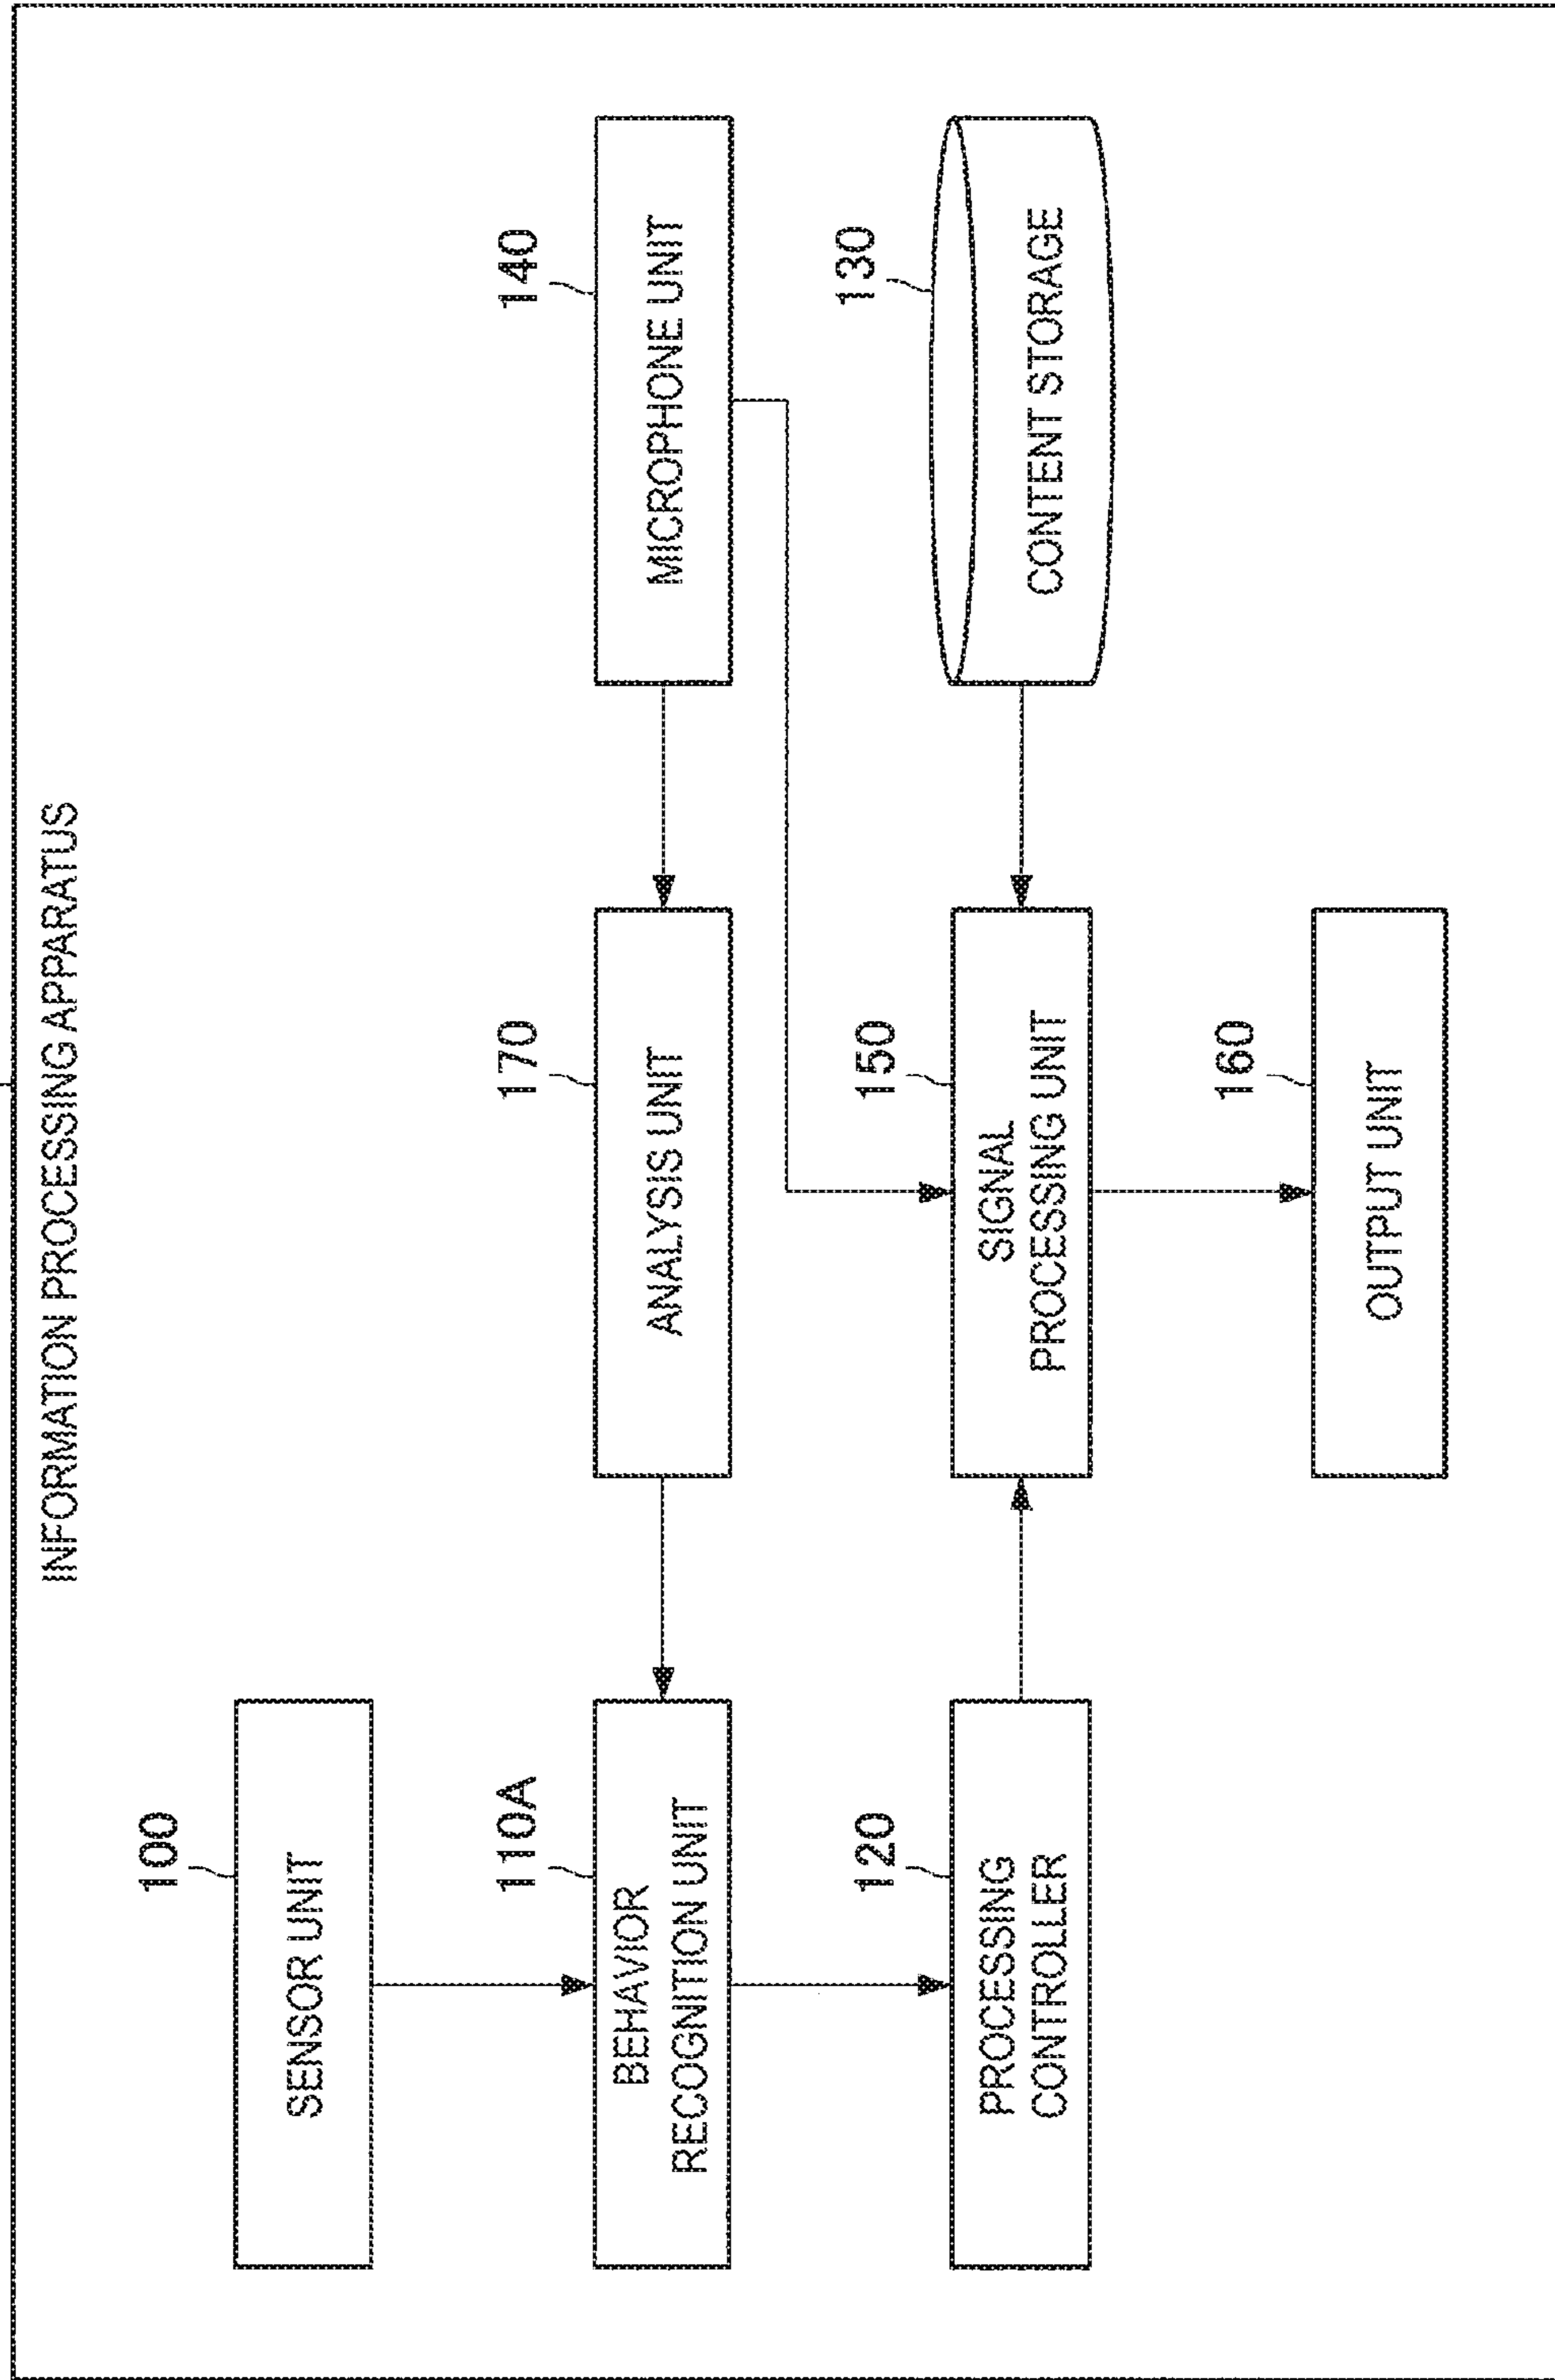 INFORMATION PROCESSING APPARATUS
100
SENSOR UNIT
110A
BEHAVIOR
RECOGNITION UNIT
170
ANALYSIS UNIT
140
MICROPHONE UNIT
120
PROCESSING
CONTROLLER
150
SIGNAL
PROCESSING UNIT
130
CONTENT STORAGE
160
OUTPUT UNIT